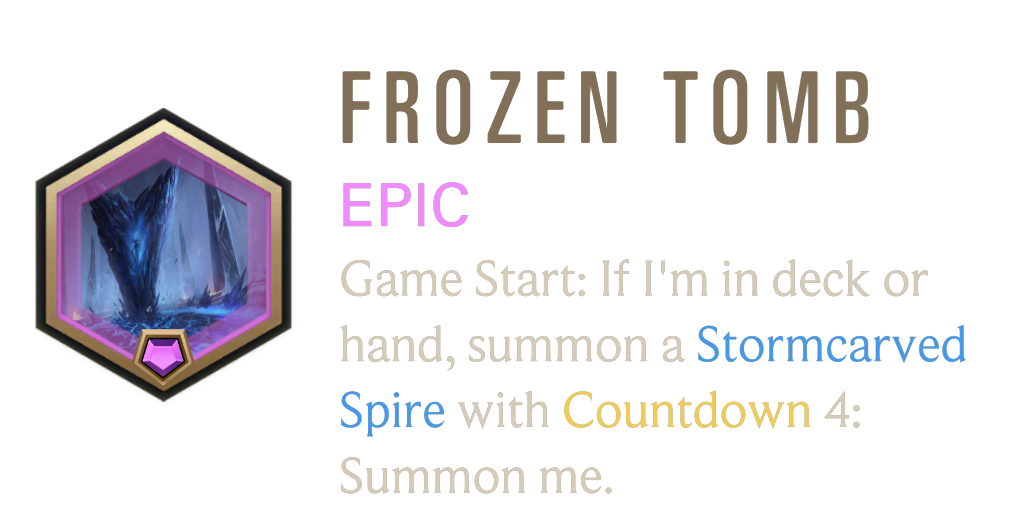 FROZEN TOMB
EPIC
Game Start: If I'm in deck or
hand, summon a Stormcarved
Spire with Countdown 4:
Summon me.